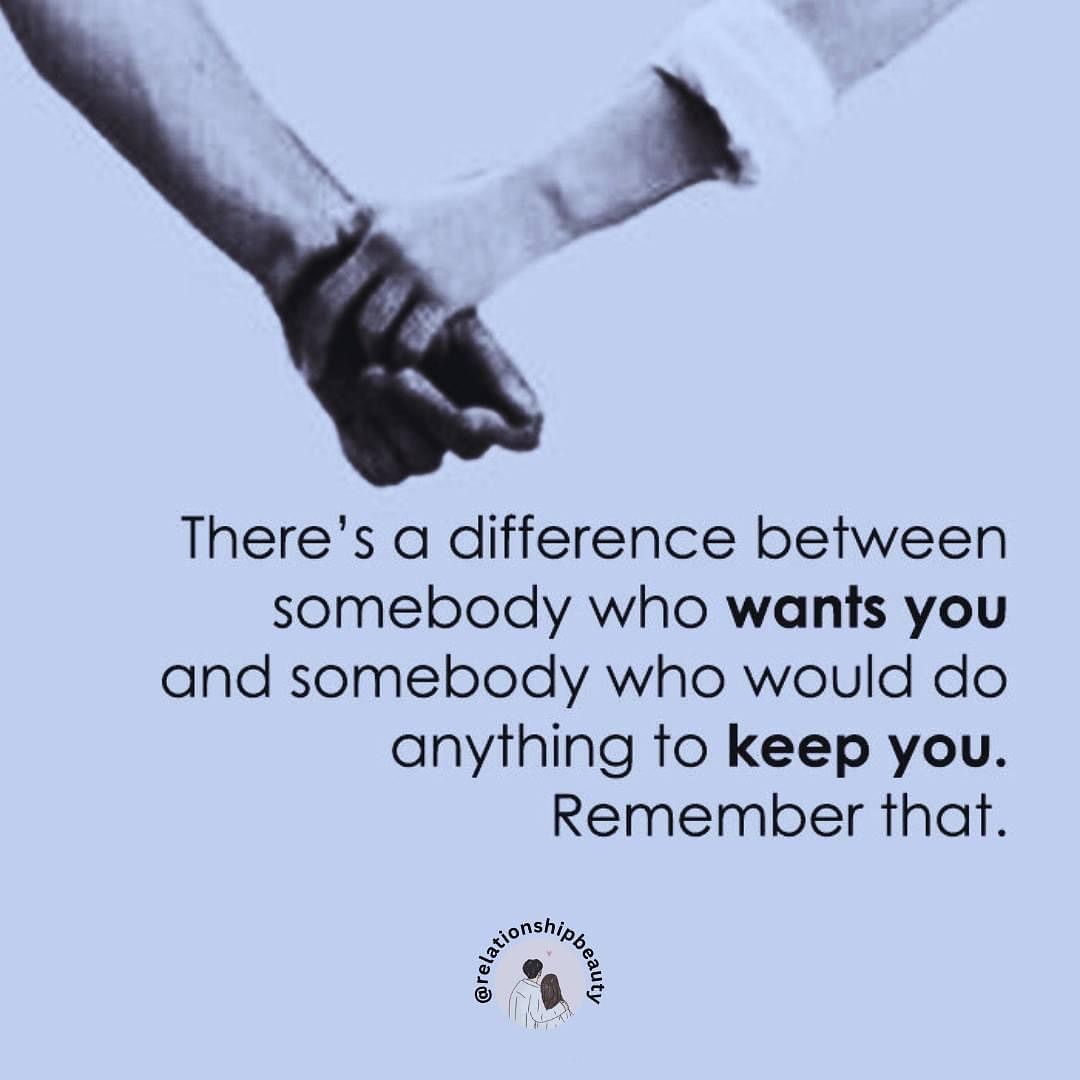 There’s a difference between
somebody who wants you
and somebody who would do
anything to keep you.
Remember that.
@relationshipbeauty